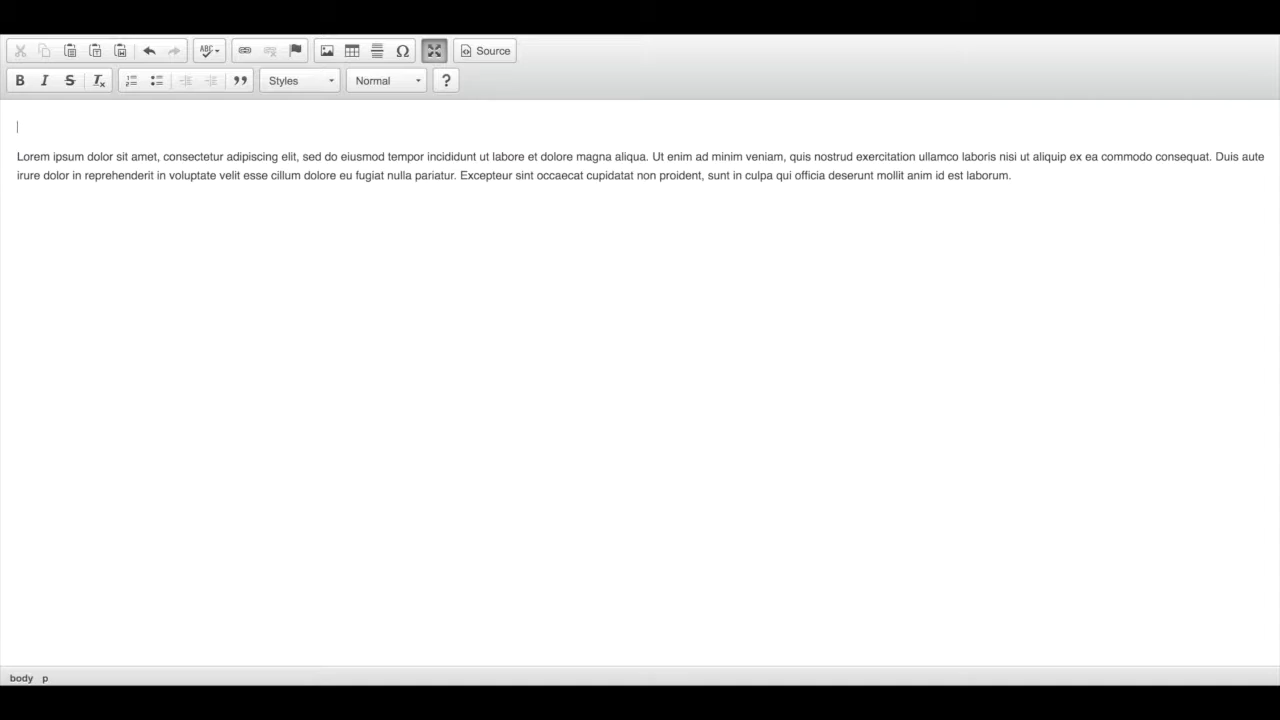 ABC
Ω
Source
B I S Tx
Styles
Normal
?
Lorem ipsum dolor sit amet, consectetur adipiscing elit, sed do eiusmod tempor incididunt ut labore et dolore magna aliqua. Ut enim ad minim veniam, quis nostrud exercitation ullamco laboris nisi ut aliquip ex ea commodo consequat. Duis aute
irure dolor in reprehenderit in voluptate velit esse cillum dolore eu fugiat nulla pariatur. Excepteur sint occaecat cupidatat non proident, sunt in culpa qui officia deserunt mollit anim id est laborum.
body p